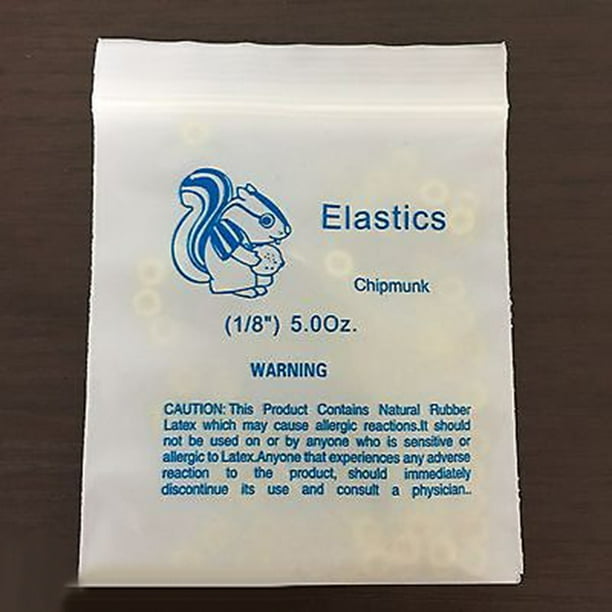 Elastics
Chipmunk
(1/8") 5.0Oz.
WARNING
CAUTION: This Product Contains Natural Rubber
Latex which may cause allergic reactions.It should
not be used on or by anyone who is sensitive or
allergic to Latex.Anyone that experiences any adverse
reaction to the product, should immediately
discontinue its use and consult a physician..